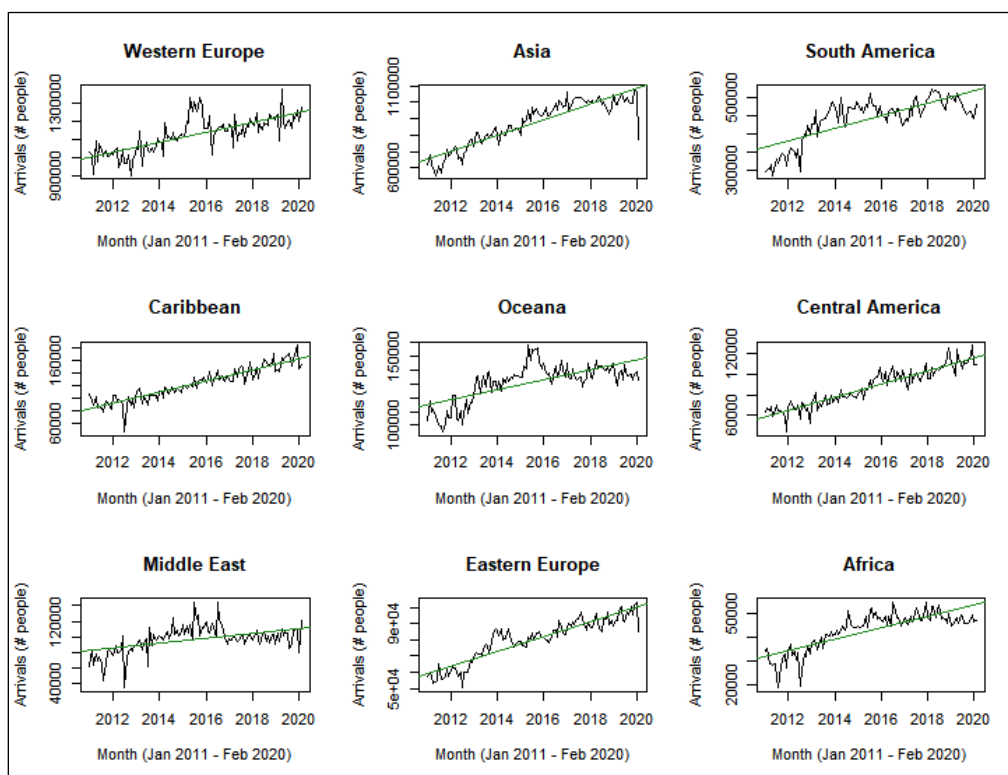 Western Europe
Arrivals (# people)
900000
1300000
2012 2014 2016 2018 2020
Month (Jan 2011 - Feb 2020)
Asia
Arrivals (# people)
600000
1100000
2012 2014 2016 2018 2020
Month (Jan 2011 - Feb 2020)
South America
Arrivals (# people)
300000
500000
2012 2014 2016 2018 2020
Month (Jan 2011 - Feb 2020)
Caribbean
Arrivals (# people)
60000
160000
2012 2014 2016 2018 2020
Month (Jan 2011 - Feb 2020)
Oceana
Arrivals (# people)
100000
150000
2012 2014 2016 2018 2020
Month (Jan 2011 - Feb 2020)
Central America
Arrivals (# people)
60000
120000
2012 2014 2016 2018 2020
Month (Jan 2011 - Feb 2020)
Middle East
Arrivals (# people)
40000
120000
2012 2014 2016 2018 2020
Month (Jan 2011 - Feb 2020)
Eastern Europe
Arrivals (# people)
5e+04
9e+04
2012 2014 2016 2018 2020
Month (Jan 2011 - Feb 2020)
Africa
Arrivals (# people)
20000
50000
2012 2014 2016 2018 2020
Month (Jan 2011 - Feb 2020)